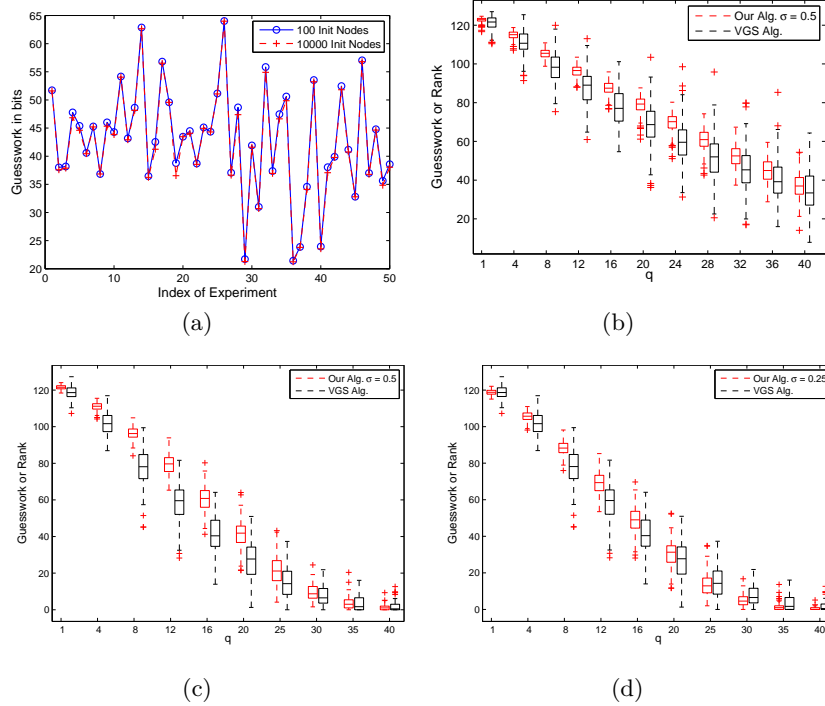 65
60
55
50
45
40
35
30
25
20
Guesswork in bits
100 Init Nodes
10000 Init Nodes
0 10 20 30 40 50
Index of Experiment
(a)
120
100
80
60
40
20
Guesswork or Rank
Our Alg. σ = 0.5
VGS Alg.
1 4 8 12 16 20 24 28 32 36 40
q
(b)
120
100
80
60
40
20
0
Guesswork or Rank
Our Alg. σ = 0.5
VGS Alg.
1 4 8 12 16 20 25 30 35 40
q
(c)
120
100
80
60
40
20
0
Guesswork or Rank
Our Alg. σ = 0.25
VGS Alg.
1 4 8 12 16 20 25 30 35 40
q
(d)